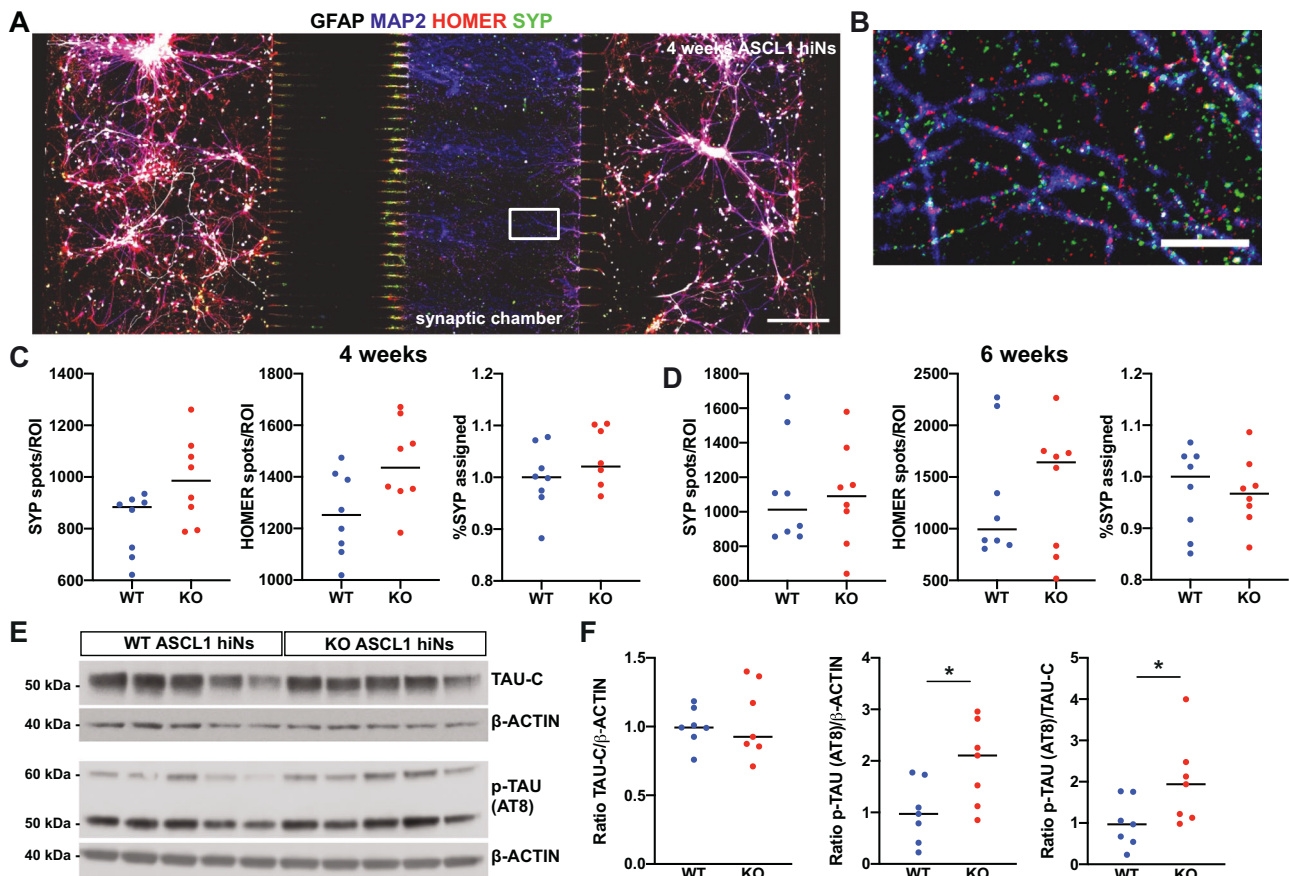 A
GFAP MAP2 HOMER SYP
4 weeks ASCL1 hiNs
synaptic chamber
B
C
4 weeks
SYP spots/ROI
1400
1200
1000
800
600
WT KO
HOMER spots/ROI
1800
1600
1400
1200
1000
WT KO
%SYP assigned
1.2
1.1
1.0
0.9
0.8
WT KO
D
6 weeks
SYP spots/ROI
1800
1600
1400
1200
1000
800
600
WT KO
HOMER spots/ROI
2500
2000
1500
1000
500
WT KO
%SYP assigned
1.2
1.1
1.0
0.9
0.8
WT KO
E
WT ASCL1 hiNs KO ASCL1 hiNs
50 kDa - TAU-C
40 kDa - β-ACTIN
60 kDa - p-TAU
(AT8)
50 kDa -
40 kDa - β-ACTIN
F
Ratio TAU-C/β-ACTIN
1.5
1.0
0.5
0.0
WT KO
Ratio p-TAU (AT8)/β-ACTIN
4
3
2
1
0
*
WT KO
Ratio p-TAU (AT8)/TAU-C
5
4
3
2
1
0
*
WT KO